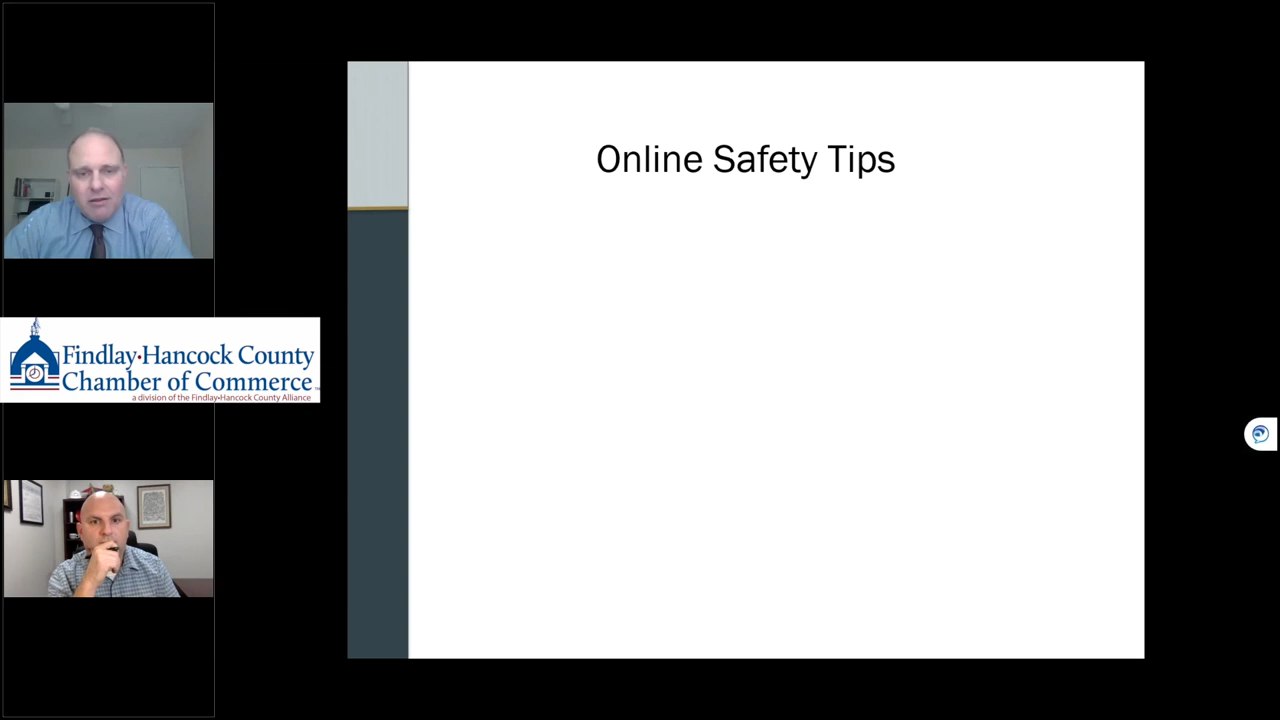 Online Safety Tips
Findlay•Hancock County
Chamber of Commerce
a division of the Findlay•Hancock County Alliance